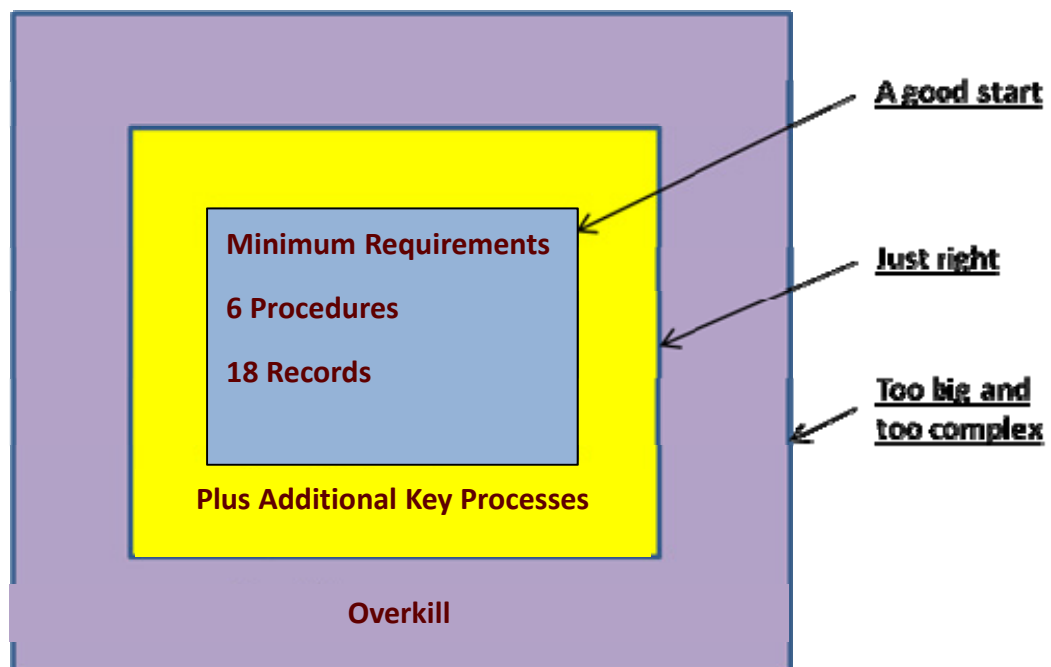 A good start
Minimum Requirements
6 Procedures
Just right
18 Records
Too big and
too complex
Plus Additional Key Processes
Overkill